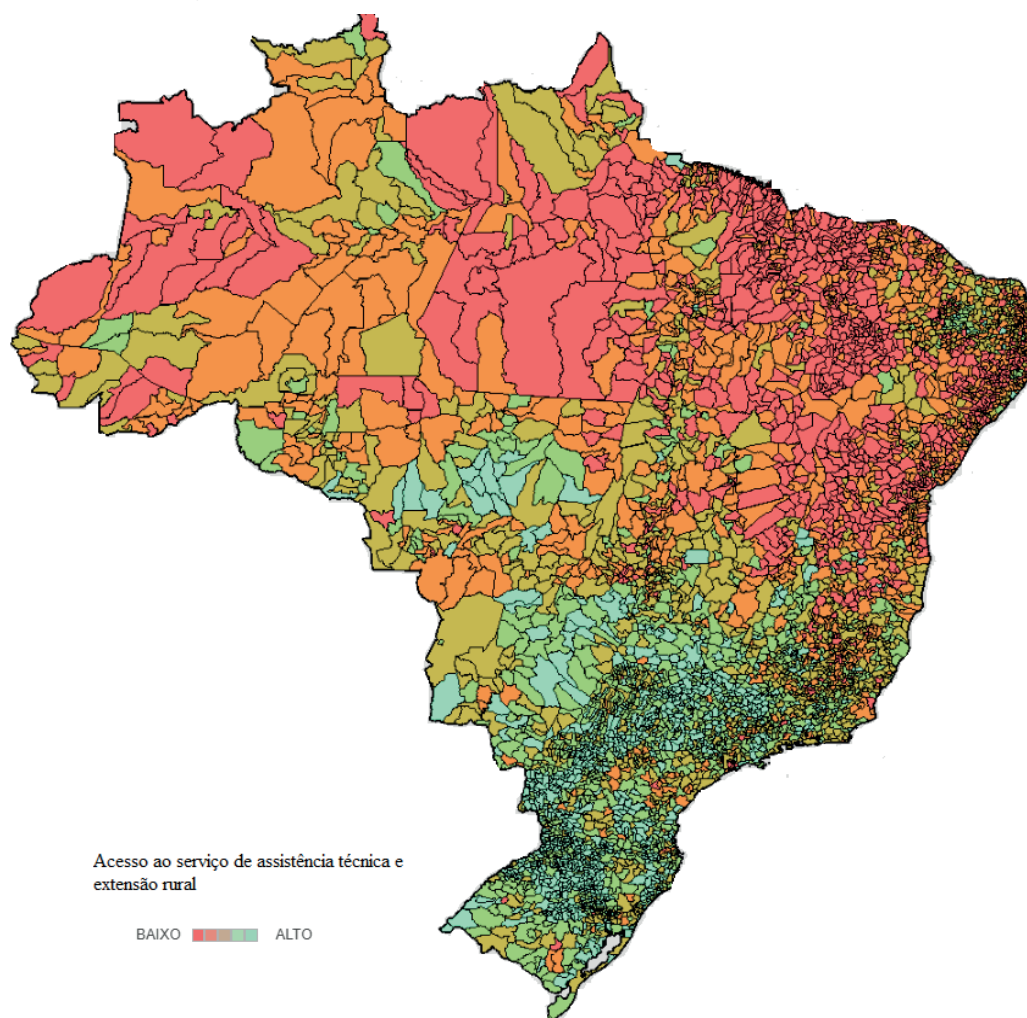 Acesso ao serviço de assistência técnica e
extensão rural
BAIXO ALTO